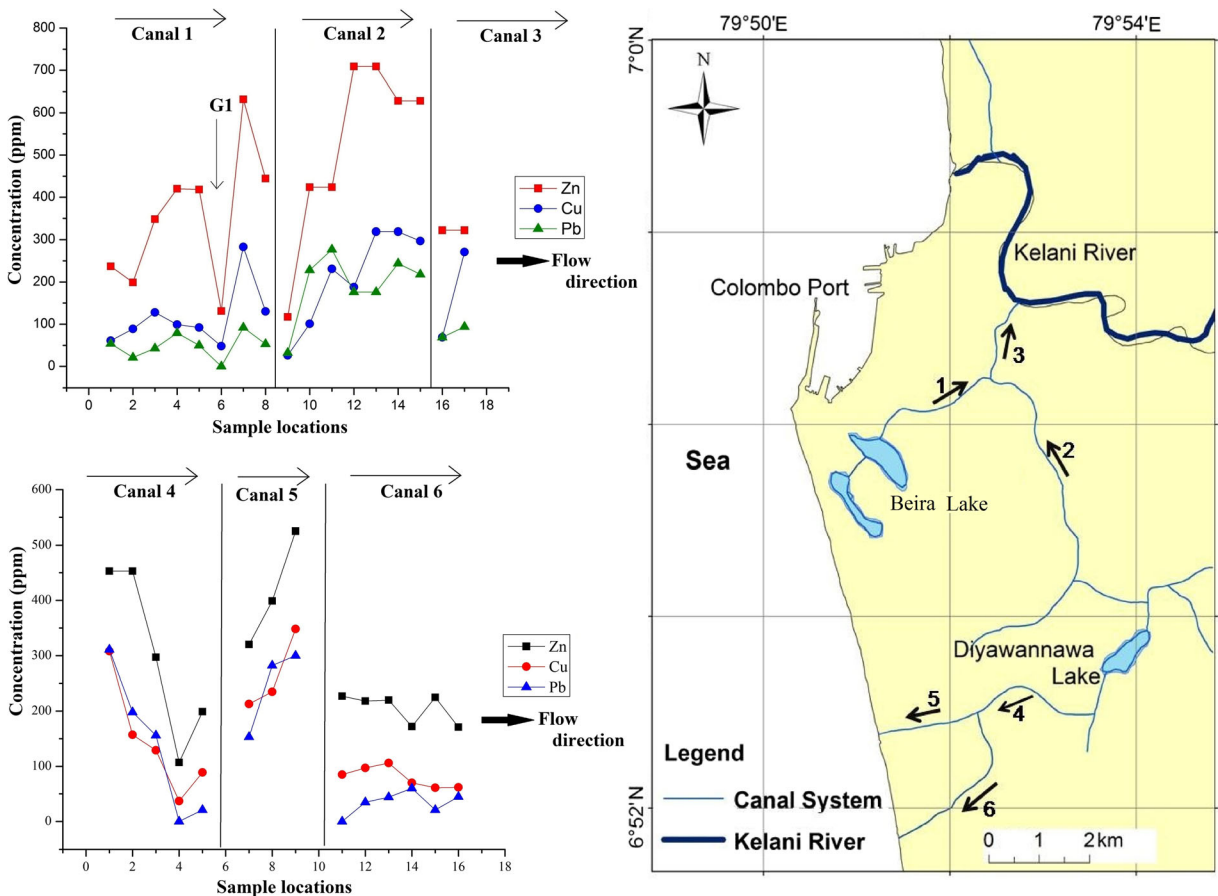 Canal 1
Canal 2
Canal 3
800
700
600
500
400
300
200
100
0
Concentration (ppm)
G1
Zn
Cu
Pb
Flow
direction
0
2
4
6
8
10
12
14
16
18
Sample locations
Canal 4
Canal 5
Canal 6
600
500
400
300
200
100
0
Concentration (ppm)
Zn
Cu
Pb
Flow
direction
0
2
4
6
8
10
12
14
16
18
Sample locations
79°50'E
79°54'E
7°0'N
6°52'N
N
Kelani River
Colombo Port
3
1
2
Sea
Beira Lake
Diyawannawa
Lake
5
4
6
Legend
Canal System
Kelani River
0 1 2km